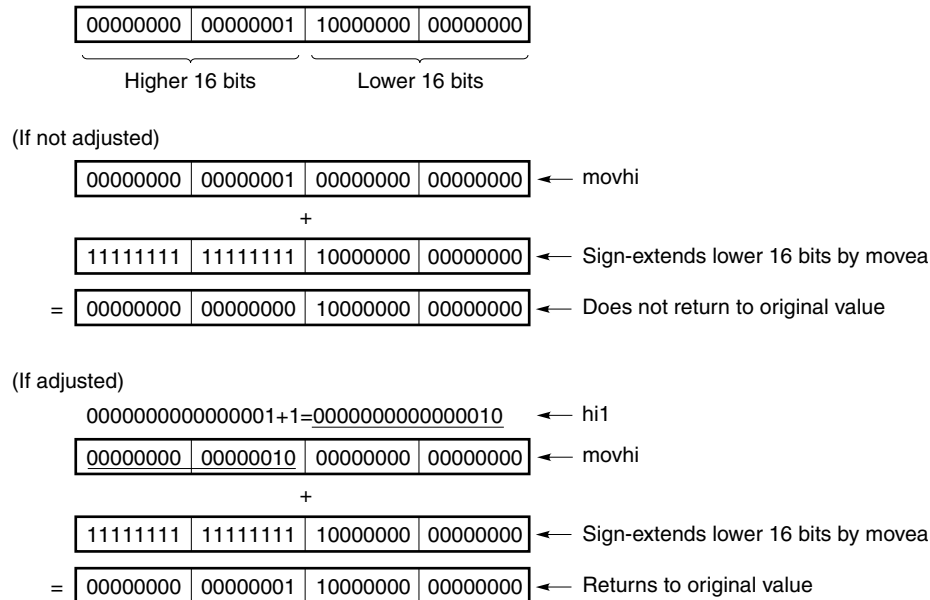 00000000 00000001 10000000 00000000
Higher 16 bits Lower 16 bits
(If not adjusted)
00000000 00000001 00000000 00000000 movhi
+
11111111 11111111 10000000 00000000 Sign-extends lower 16 bits by movea
= 00000000 00000000 10000000 00000000 Does not return to original value
(If adjusted)
0000000000000001+1=0000000000000010 hi1
00000000 00000010 00000000 00000000 movhi
+
11111111 11111111 10000000 00000000 Sign-extends lower 16 bits by movea
= 00000000 00000001 10000000 00000000 Returns to original value